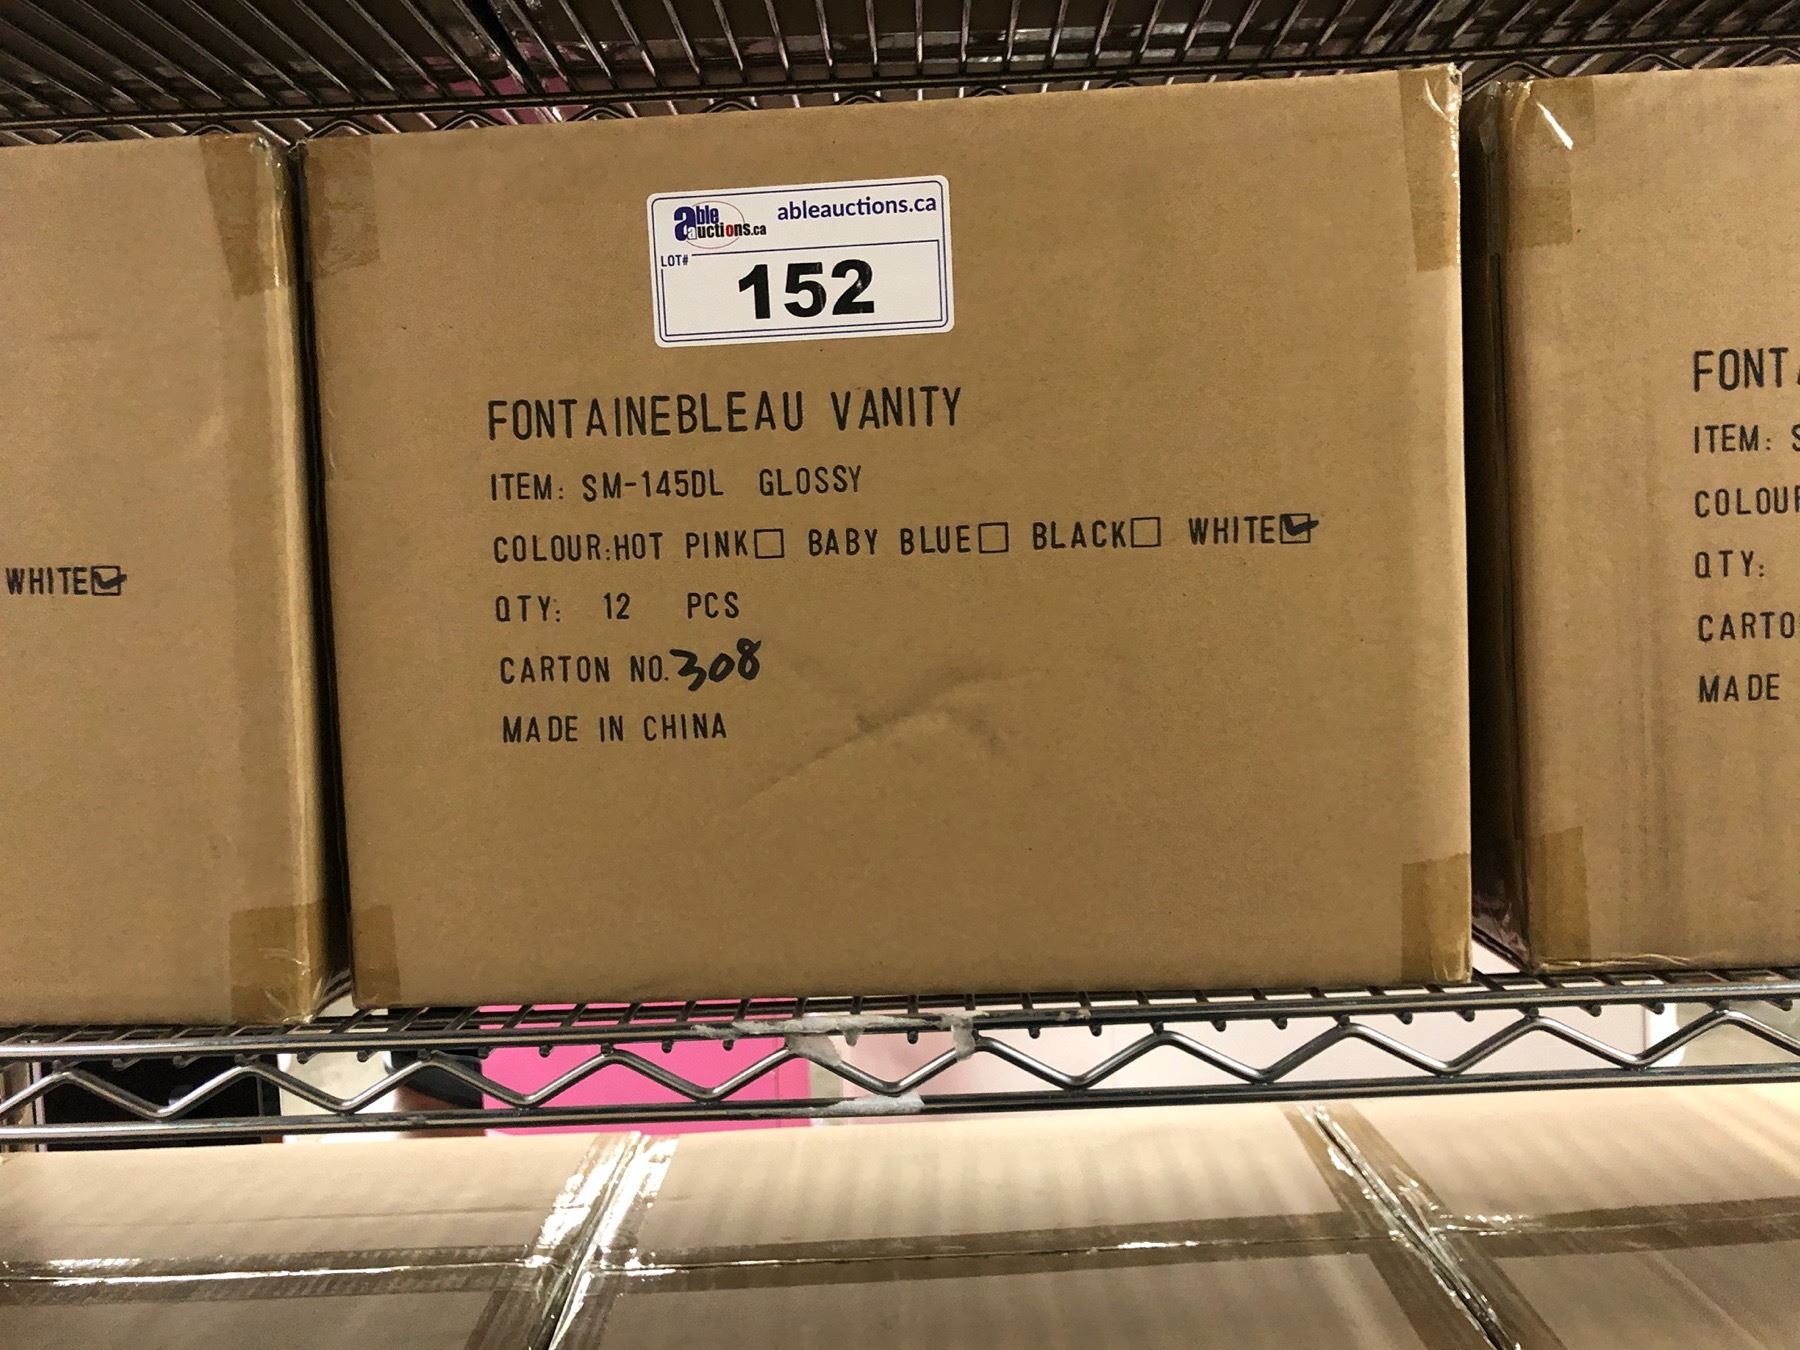 able auctions.ca ableauctions.ca
LOT# 152
FONTAINEBLEAU VANITY
ITEM: SM-145DL GLOSSY
COLOUR:HOT PINK☐ BABY BLUE☐ BLACK☐ WHITE☑
QTY: 12 PCS
CARTON NO. 308
MADE IN CHINA
WHITE☑
FONTA
ITEM: S
COLOUR
QTY:
CARTO
MADE